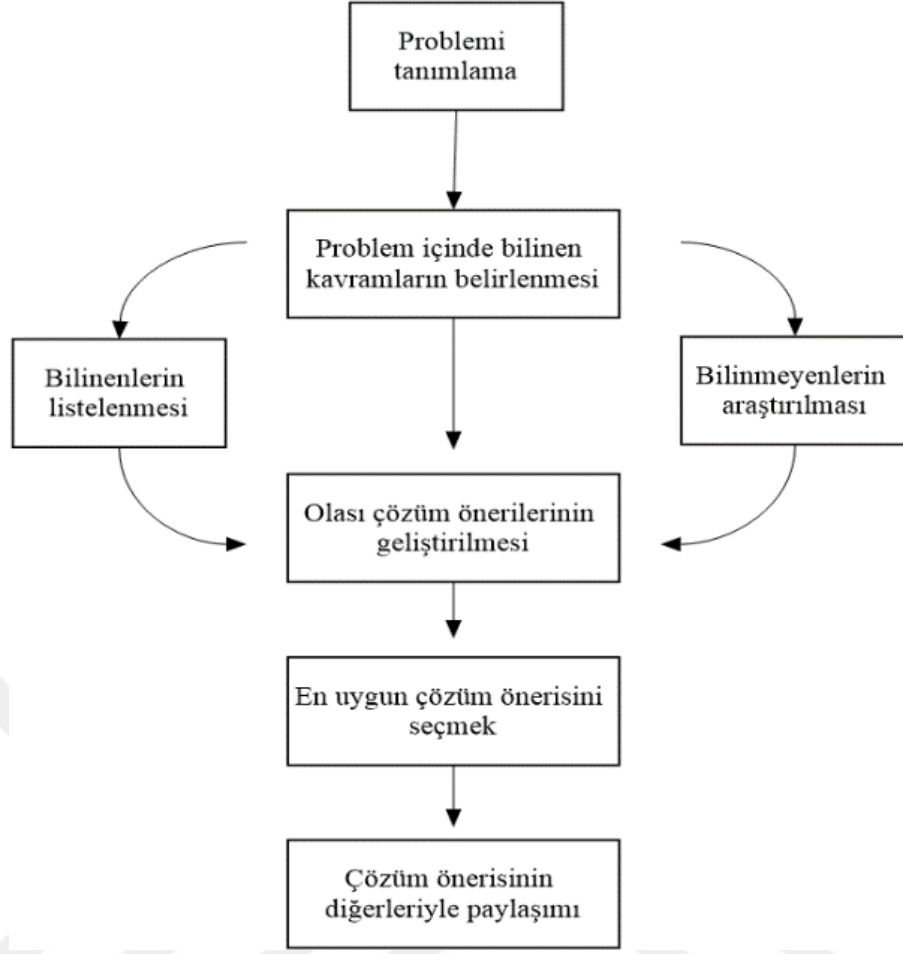 Problemi
tanımlama
Problem içinde bilinen
kavramların belirlenmesi
Bilinenlerin
listelenmesi
Bilinmeyenlerin
araştırılması
Olası çözüm önerilerinin
geliştirilmesi
En uygun çözüm önerisini
seçmek
Çözüm önerisinin
diğerleriyle paylaşımı